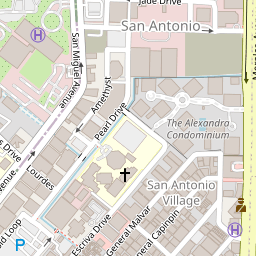 Jade Drive
San Antonio
San Miguel Avenue
Amethyst
Pearl Drive
The Alexandra
Condominium
s Drive
Lourdes
San Antonio
Village
Escriva Drive
General Malvar
General Capinpin
P
H
H